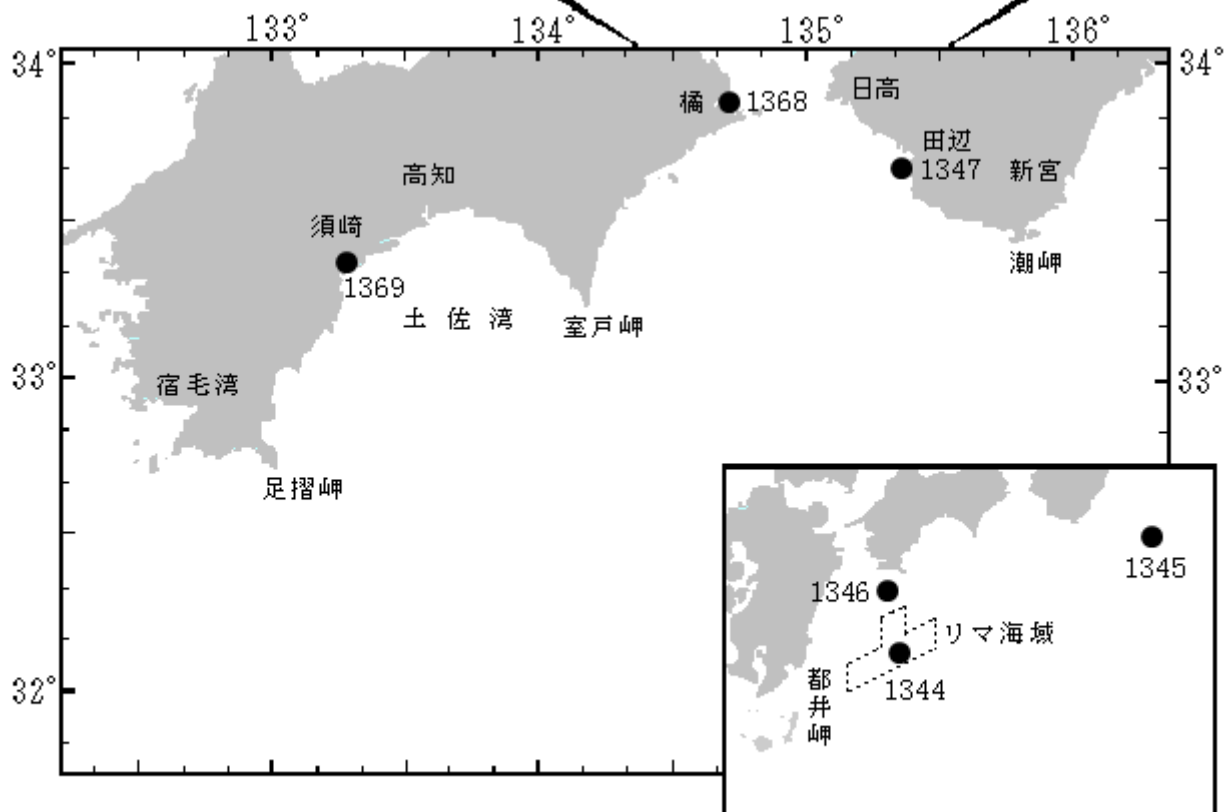 133° 134° 135° 136°
34° 34°
日高
橘 1368
田辺
1347 新宮
高知
須崎
1369
潮岬
土佐湾 室戸岬
33° 33°
宿毛湾
足摺岬
1345
1346
リマ海域
1344
都井岬
32°